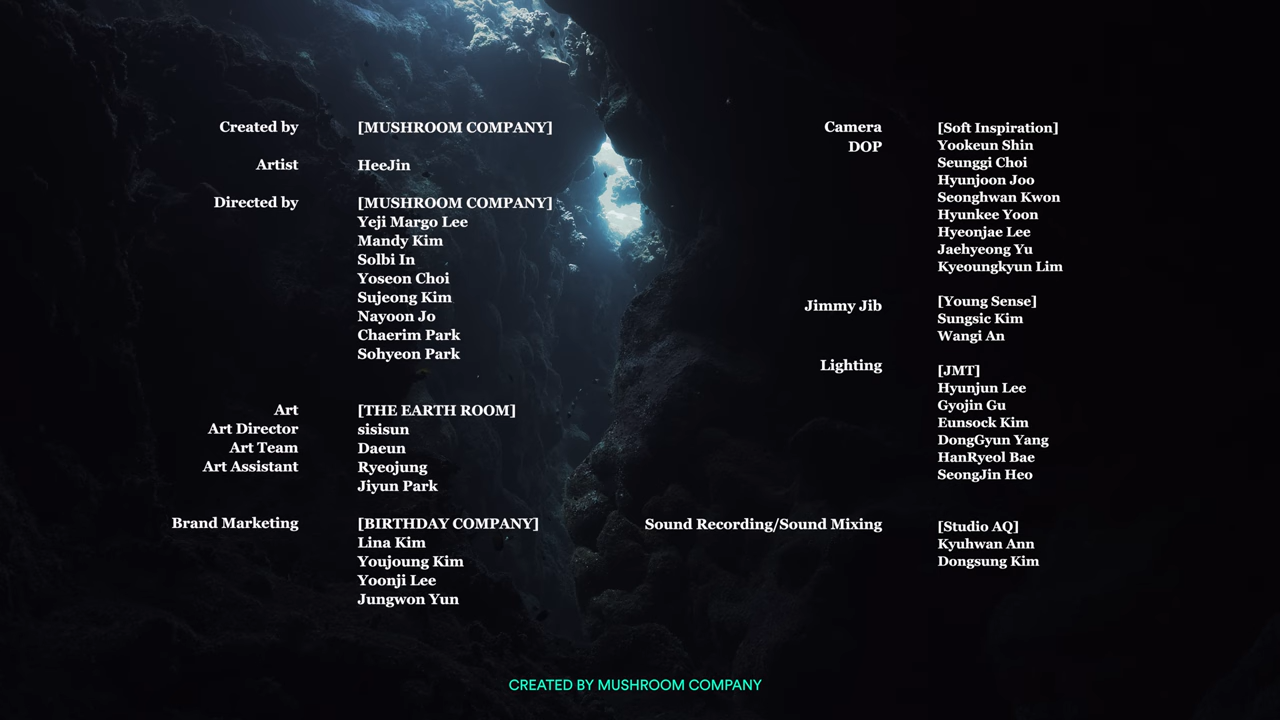 Created by [MUSHROOM COMPANY]
Artist HeeJin
Directed by [MUSHROOM COMPANY]
Yeji Margo Lee
Mandy Kim
Solbi In
Yoseon Choi
Sujeong Kim
Nayoon Jo
Chaerim Park
Sohyeon Park
Art [THE EARTH ROOM]
Art Director sisisun
Art Team Daeun
Art Assistant Ryeojung
Jiyun Park
Brand Marketing [BIRTHDAY COMPANY]
Lina Kim
Youjoung Kim
Yoonji Lee
Jungwon Yun
Camera [Soft Inspiration]
DOP Yookeun Shin
Seunggi Choi
Hyunjoon Joo
Seonghwan Kwon
Hyunkee Yoon
Hyeonjae Lee
Jaehyeong Yu
Kyeoungkyun Lim
Jimmy Jib [Young Sense]
Sungsic Kim
Wangi An
Lighting [JMT]
Hyunjun Lee
Gyojin Gu
Eunsock Kim
DongGyun Yang
HanRyeol Bae
SeongJin Heo
Sound Recording/Sound Mixing [Studio AQ]
Kyuhwan Ann
Dongsung Kim
CREATED BY MUSHROOM COMPANY